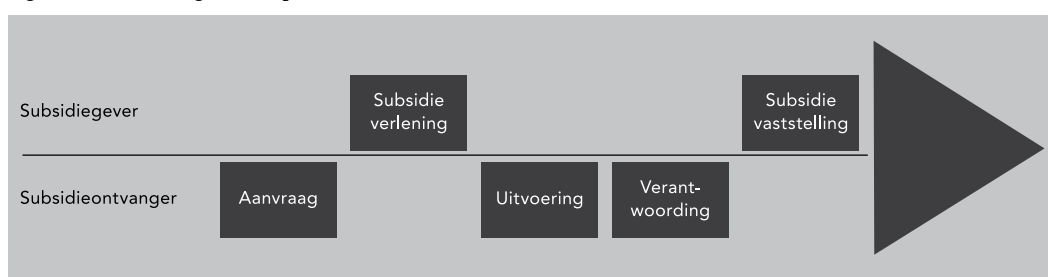 Subsidiegever
Subsidie
verlening
Subsidie
vaststelling
Subsidieontvanger
Aanvraag
Uitvoering
Verant-
woording